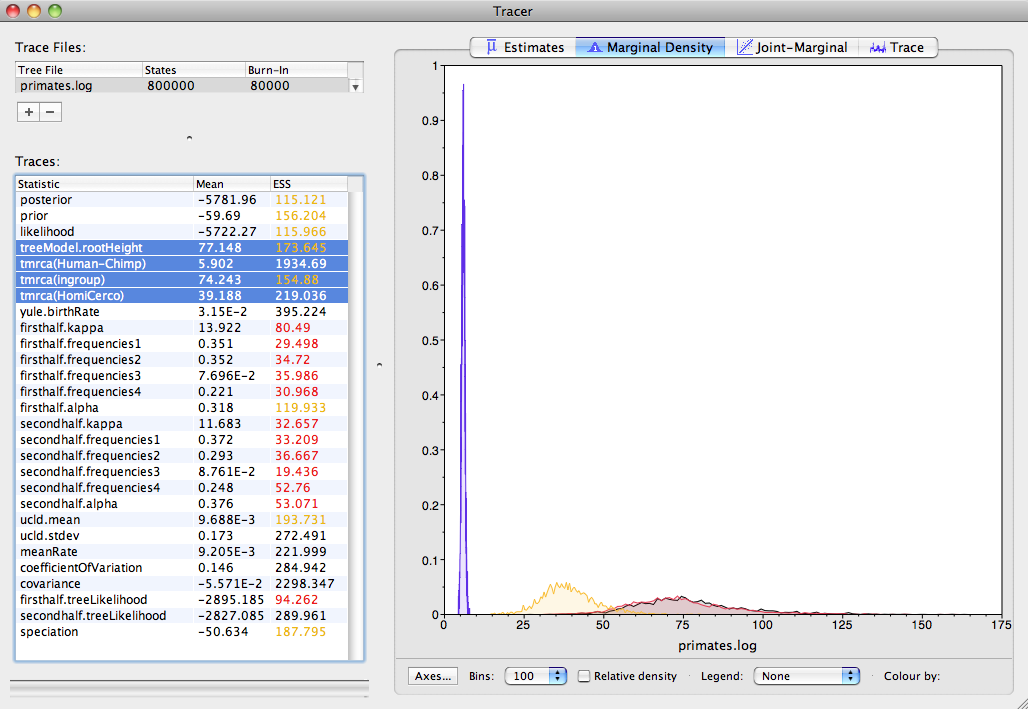 Tracer
Trace Files:
Tree File States Burn-In
primates.log 800000 80000
+ −
Traces:
Statistic Mean ESS
posterior -5781.96 115.121
prior -59.69 156.204
likelihood -5722.27 115.966
treeModel.rootHeight 77.148 173.645
tmrca(Human-Chimp) 5.902 1934.69
tmrca(ingroup) 74.243 154.88
tmrca(HomiCerco) 39.188 219.036
yule.birthRate 3.15E-2 395.224
firsthalf.kappa 13.922 80.49
firsthalf.frequencies1 0.351 29.498
firsthalf.frequencies2 0.352 34.72
firsthalf.frequencies3 7.696E-2 35.986
firsthalf.frequencies4 0.221 30.968
firsthalf.alpha 0.318 119.933
secondhalf.kappa 11.683 32.657
secondhalf.frequencies1 0.372 33.209
secondhalf.frequencies2 0.293 36.667
secondhalf.frequencies3 8.761E-2 19.436
secondhalf.frequencies4 0.248 52.76
secondhalf.alpha 0.376 53.071
ucld.mean 9.688E-3 193.731
ucld.stdev 0.173 272.491
meanRate 9.205E-3 221.999
coefficientOfVariation 0.146 284.942
covariance -5.571E-2 2298.347
firsthalf.treeLikelihood -2895.185 94.262
secondhalf.treeLikelihood -2827.085 289.961
speciation -50.634 187.795
Estimates Marginal Density Joint-Marginal Trace
1
0.9
0.8
0.7
0.6
0.5
0.4
0.3
0.2
0.1
0
0 25 50 75 100 125 150 175
primates.log
Axes... Bins: 100 Relative density Legend: None Colour by: